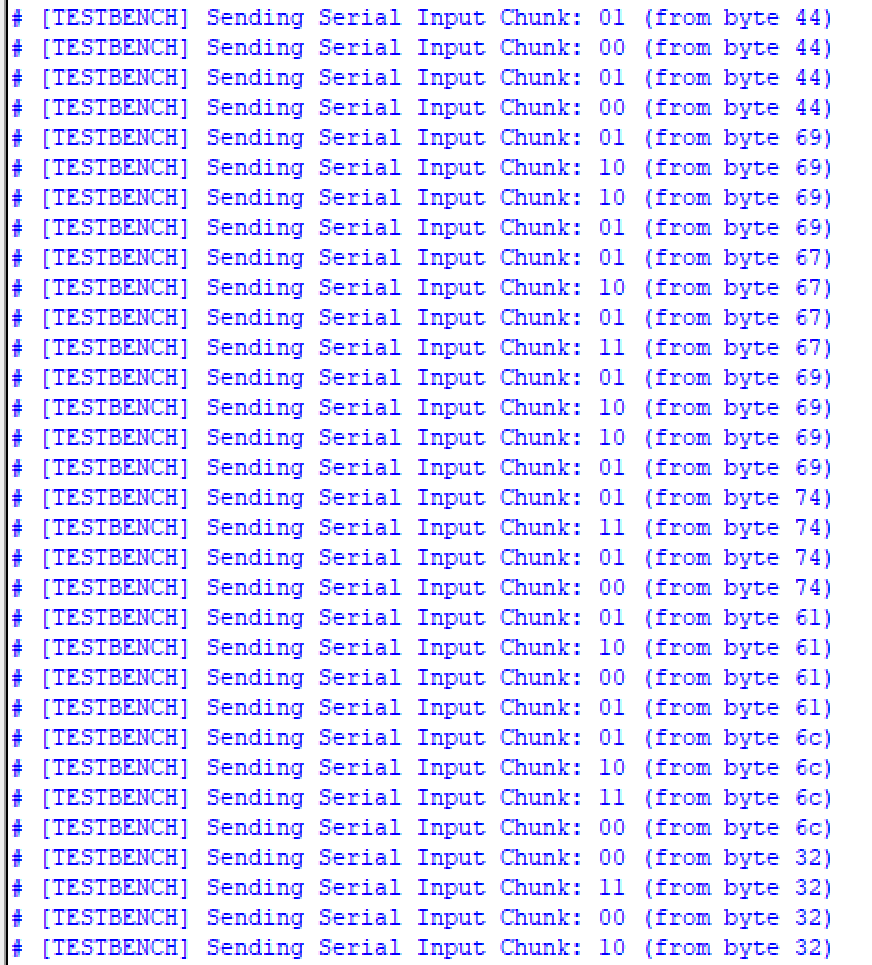 # [TESTBENCH] Sending Serial Input Chunk: 01 (from byte 44)
# [TESTBENCH] Sending Serial Input Chunk: 00 (from byte 44)
# [TESTBENCH] Sending Serial Input Chunk: 01 (from byte 44)
# [TESTBENCH] Sending Serial Input Chunk: 00 (from byte 44)
# [TESTBENCH] Sending Serial Input Chunk: 01 (from byte 69)
# [TESTBENCH] Sending Serial Input Chunk: 10 (from byte 69)
# [TESTBENCH] Sending Serial Input Chunk: 10 (from byte 69)
# [TESTBENCH] Sending Serial Input Chunk: 01 (from byte 69)
# [TESTBENCH] Sending Serial Input Chunk: 01 (from byte 67)
# [TESTBENCH] Sending Serial Input Chunk: 10 (from byte 67)
# [TESTBENCH] Sending Serial Input Chunk: 01 (from byte 67)
# [TESTBENCH] Sending Serial Input Chunk: 11 (from byte 67)
# [TESTBENCH] Sending Serial Input Chunk: 01 (from byte 69)
# [TESTBENCH] Sending Serial Input Chunk: 10 (from byte 69)
# [TESTBENCH] Sending Serial Input Chunk: 10 (from byte 69)
# [TESTBENCH] Sending Serial Input Chunk: 01 (from byte 69)
# [TESTBENCH] Sending Serial Input Chunk: 01 (from byte 74)
# [TESTBENCH] Sending Serial Input Chunk: 11 (from byte 74)
# [TESTBENCH] Sending Serial Input Chunk: 01 (from byte 74)
# [TESTBENCH] Sending Serial Input Chunk: 00 (from byte 74)
# [TESTBENCH] Sending Serial Input Chunk: 01 (from byte 61)
# [TESTBENCH] Sending Serial Input Chunk: 10 (from byte 61)
# [TESTBENCH] Sending Serial Input Chunk: 00 (from byte 61)
# [TESTBENCH] Sending Serial Input Chunk: 01 (from byte 61)
# [TESTBENCH] Sending Serial Input Chunk: 01 (from byte 6c)
# [TESTBENCH] Sending Serial Input Chunk: 10 (from byte 6c)
# [TESTBENCH] Sending Serial Input Chunk: 11 (from byte 6c)
# [TESTBENCH] Sending Serial Input Chunk: 00 (from byte 6c)
# [TESTBENCH] Sending Serial Input Chunk: 00 (from byte 32)
# [TESTBENCH] Sending Serial Input Chunk: 11 (from byte 32)
# [TESTBENCH] Sending Serial Input Chunk: 00 (from byte 32)
# [TESTBENCH] Sending Serial Input Chunk: 10 (from byte 32)